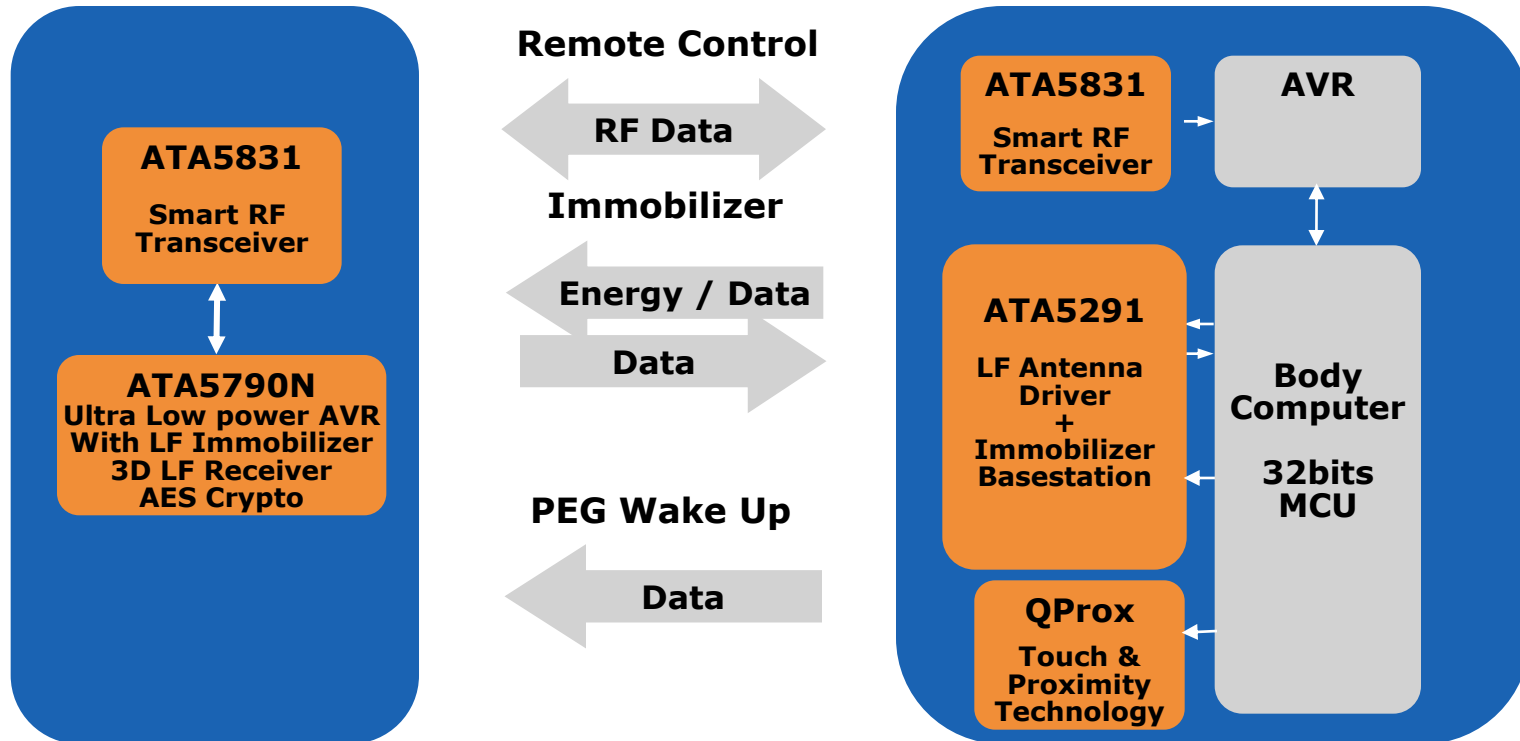 ATA5831
Smart RF
Transceiver
ATA5790N
Ultra Low power AVR
With LF Immobilizer
3D LF Receiver
AES Crypto
Remote Control
RF Data
Immobilizer
Energy / Data
Data
PEG Wake Up
Data
ATA5831
Smart RF
Transceiver
AVR
ATA5291
LF Antenna
Driver
+
Immobilizer
Basestation
Body
Computer
32bits
MCU
QProx
Touch &
Proximity
Technology